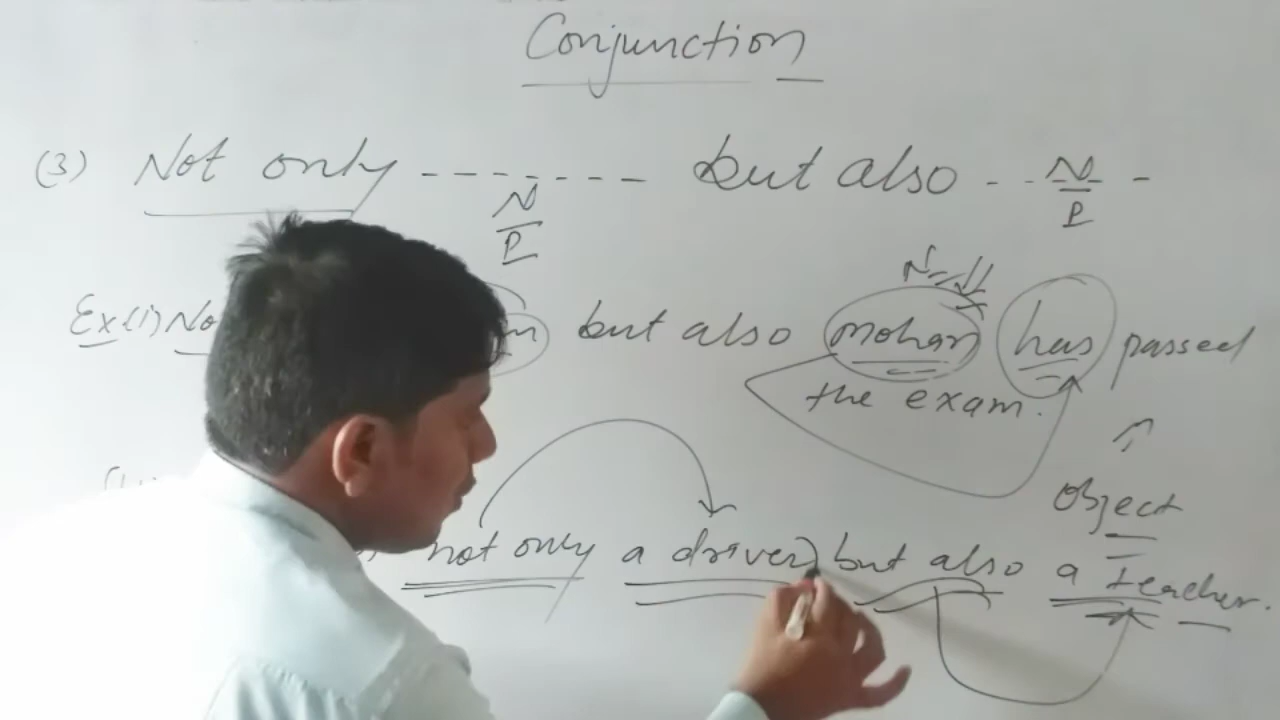 Conjunction
(3) Not only ------- but also -- N/P -
N/P
N
Ex(i) No but also mohan has passed
the exam.
Object
not only a driver but also a teacher.